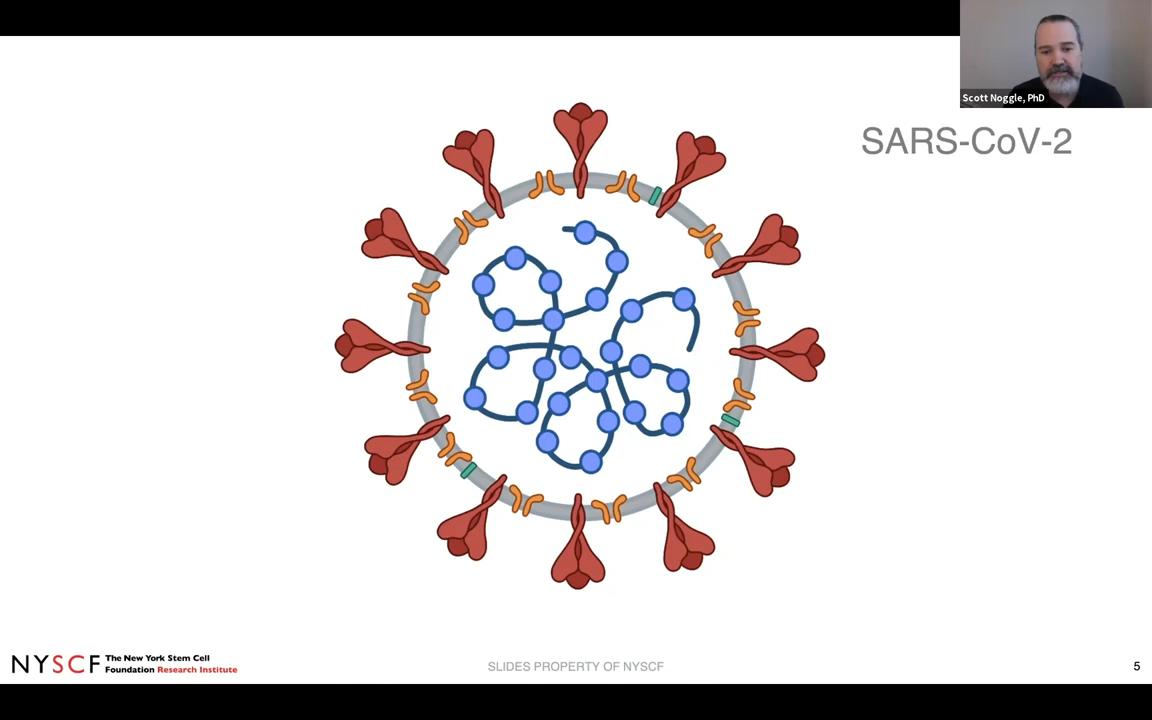 Scott Noggle, PhD
SARS-CoV-2
NYSCF
The New York Stem Cell
Foundation Research Institute
SLIDES PROPERTY OF NYSCF
5